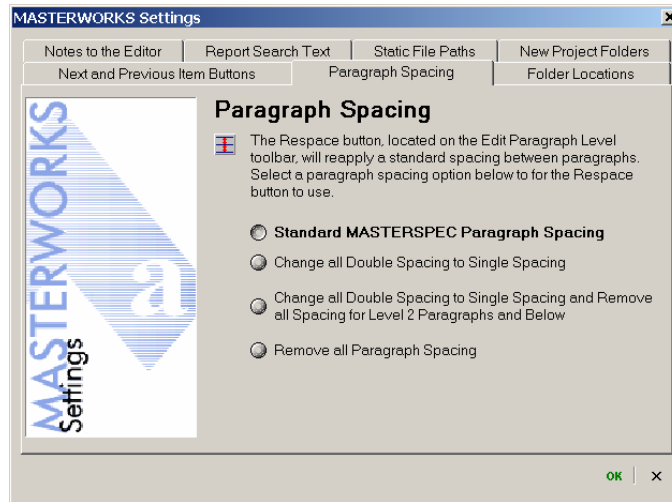 MASTERWORKS Settings
Notes to the Editor
Report Search Text
Static File Paths
New Project Folders
Next and Previous Item Buttons
Paragraph Spacing
Folder Locations
MASTERWORKS
Settings
a
Paragraph Spacing
The Respace button, located on the Edit Paragraph Level
toolbar, will reapply a standard spacing between paragraphs.
Select a paragraph spacing option below to for the Respace
button to use.
Standard MASTERSPEC Paragraph Spacing
Change all Double Spacing to Single Spacing
Change all Double Spacing to Single Spacing and Remove
all Spacing for Level 2 Paragraphs and Below
Remove all Paragraph Spacing
OK